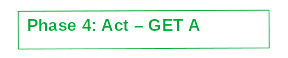 Phase 4: Act – GET A